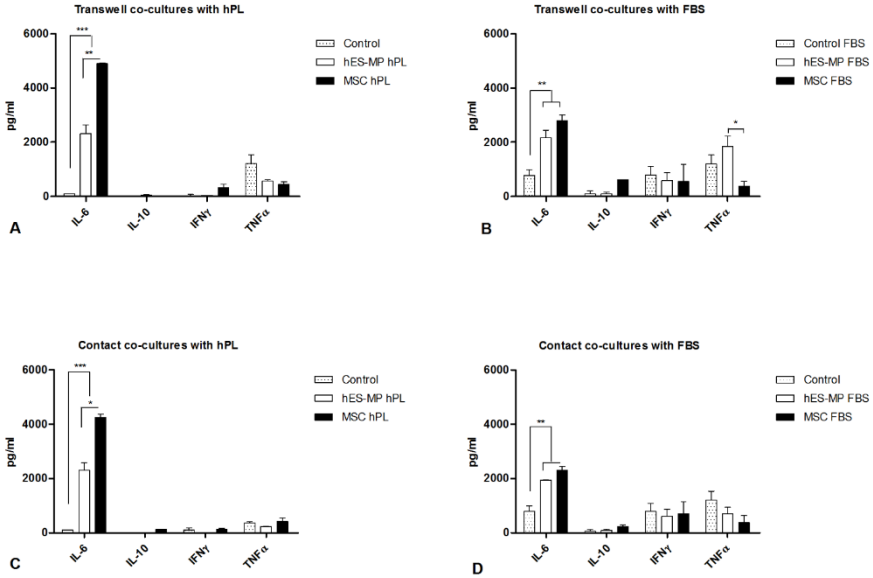 Transwell co-cultures with hPL
6000
4000
2000
0
pg/ml
***
**
IL-6
IL-10
IFNγ
TNFα
Control
hES-MP hPL
MSC hPL
A
Transwell co-cultures with FBS
6000
4000
2000
0
pg/ml
**
*
IL-6
IL-10
IFNγ
TNFα
Control FBS
hES-MP FBS
MSC FBS
B
Contact co-cultures with hPL
6000
4000
2000
0
pg/ml
***
*
IL-6
IL-10
IFNγ
TNFα
Control
hES-MP hPL
MSC hPL
C
Contact co-cultures with FBS
6000
4000
2000
0
pg/ml
**
IL-6
IL-10
IFNγ
TNFα
Control
hES-MP FBS
MSC FBS
D